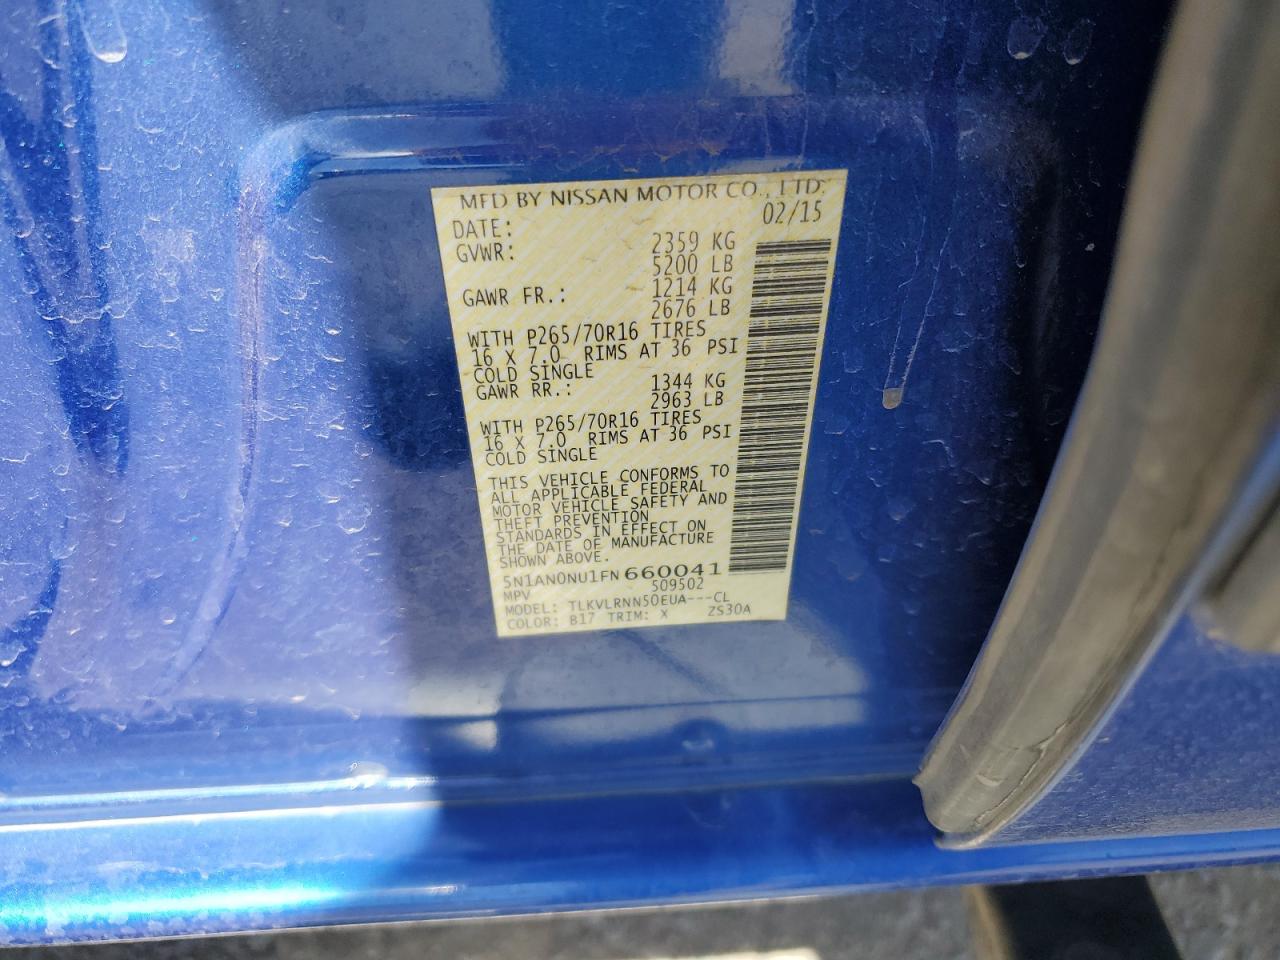 MFD BY NISSAN MOTOR CO., LTD.
DATE: 02/15
GVWR: 2359 KG
5200 LB
GAWR FR.: 1214 KG
2676 LB
WITH P265/70R16 TIRES
16 X 7.0 RIMS AT 36 PSI
COLD SINGLE
GAWR RR.: 1344 KG
2963 LB
WITH P265/70R16 TIRES
16 X 7.0 RIMS AT 36 PSI
COLD SINGLE
THIS VEHICLE CONFORMS TO
ALL APPLICABLE FEDERAL
MOTOR VEHICLE SAFETY AND
THEFT PREVENTION
STANDARDS IN EFFECT ON
THE DATE OF MANUFACTURE
SHOWN ABOVE.
5N1AN0NU1FN660041
MPV 509502
MODEL: TLKVLRNN50EUA---CL
COLOR: B17 TRIM: X ZS30A